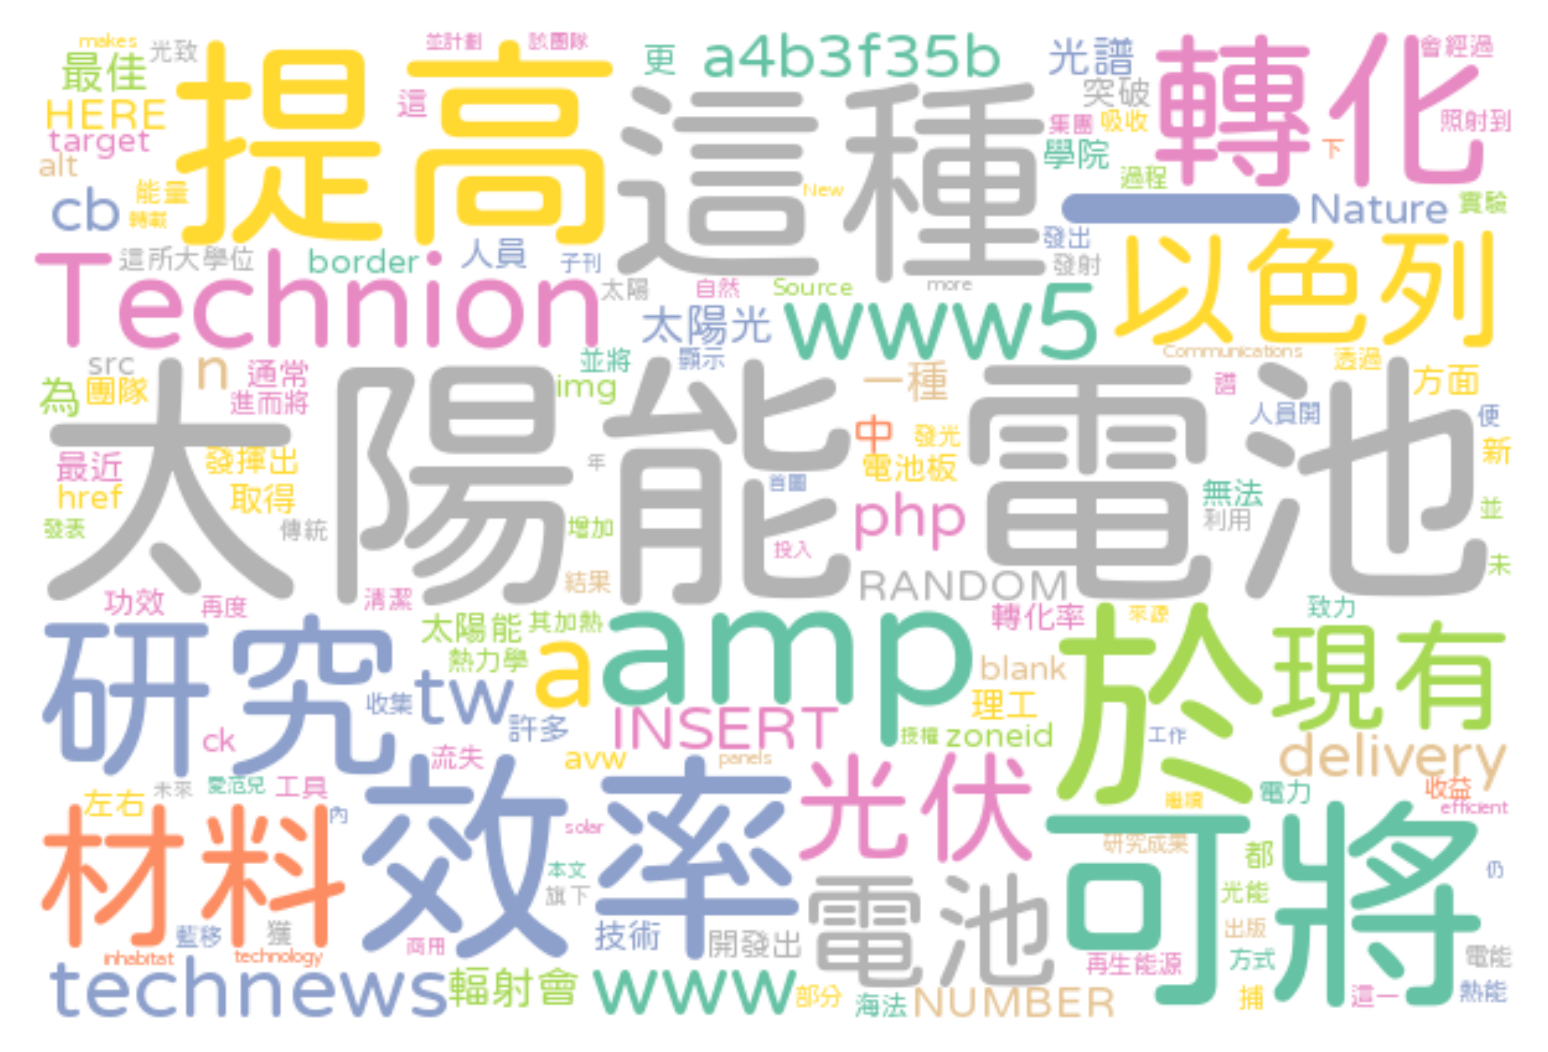 makes 光致 並計劃 該團隊 更 a4b3f35b 光譜 轉化 會經過
最佳 提高 這種 突破
HERE 這 集團 吸收 照射到
target 學院 下
alt 能量 New 過程
cb 轉載 Nature 實驗
這所大學位 border 人員 子刊 發出 以色列
Technion 太陽 自然 Source more 發射
太陽光 www5
src n 通常 並將 顯示 Communications 透過
為 團隊 進而將 img 一種 譜 方面
太陽能電池 人員開 便
最近 發揮出 年 中 發光 新
href 取得 首圖 電池板 無法
發表 傳統 增加 php 利用 並
投入 未
功效 再度 清潔 結果 RANDOM 轉化率 來源 致力
研究 太陽能 其加熱 amp 於 現有
熱力學 a blank
收集 tw 許多 INSERT 理工
ck 授權 zoneid 工作 delivery
流失 avw panels 光伏
左右 未來 愛范兒 工具 繼續 電力 收益
材料 內 效率 solar 可將 efficient
研究成果 都
本文 電池 仍
旗下 光能
藍移 獲 商用 技術 開發出 出版
inhabitat technology 再生能源 方式 電能
technews 輻射會 www 部分 海法 NUMBER 捕 這一 熱能